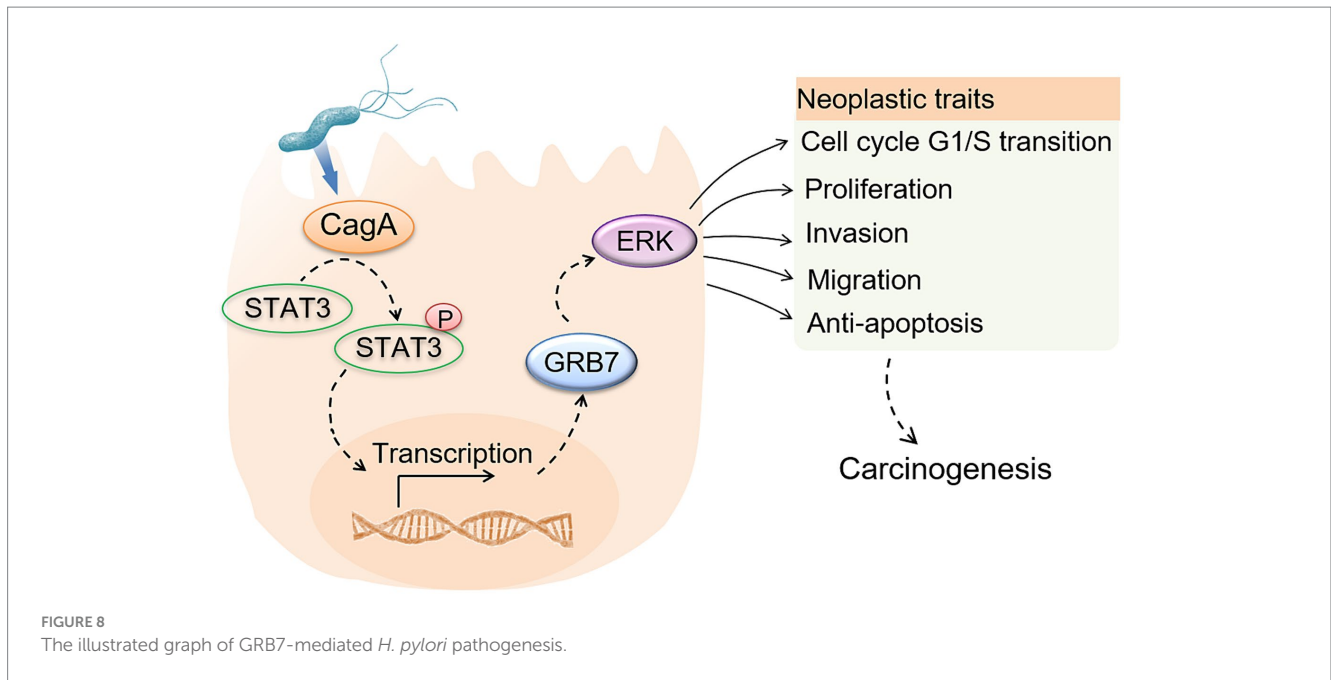 CagA
STAT3
P
STAT3
Transcription
GRB7
ERK
Neoplastic traits
Cell cycle G1/S transition
Proliferation
Invasion
Migration
Anti-apoptosis
Carcinogenesis
FIGURE 8
The illustrated graph of GRB7-mediated H. pylori pathogenesis.